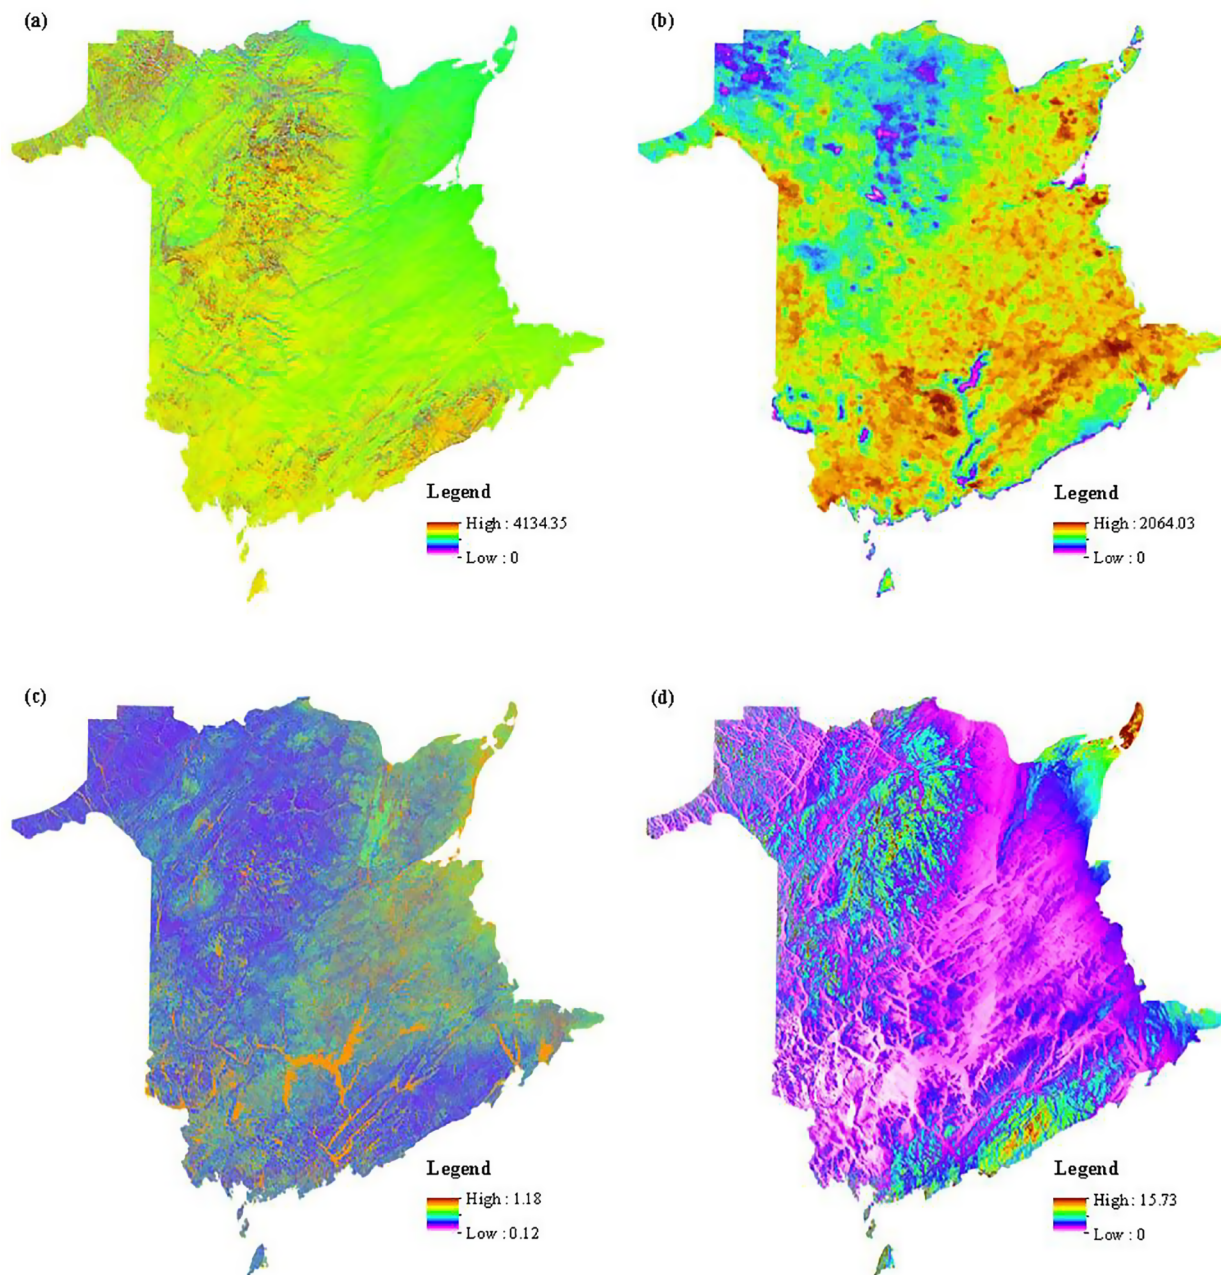 (a)
(b)
Legend
High : 4134.35
Low : 0
Legend
High : 2064.03
Low : 0
(c)
(d)
Legend
High : 1.18
Low : 0.12
Legend
High : 15.73
Low : 0